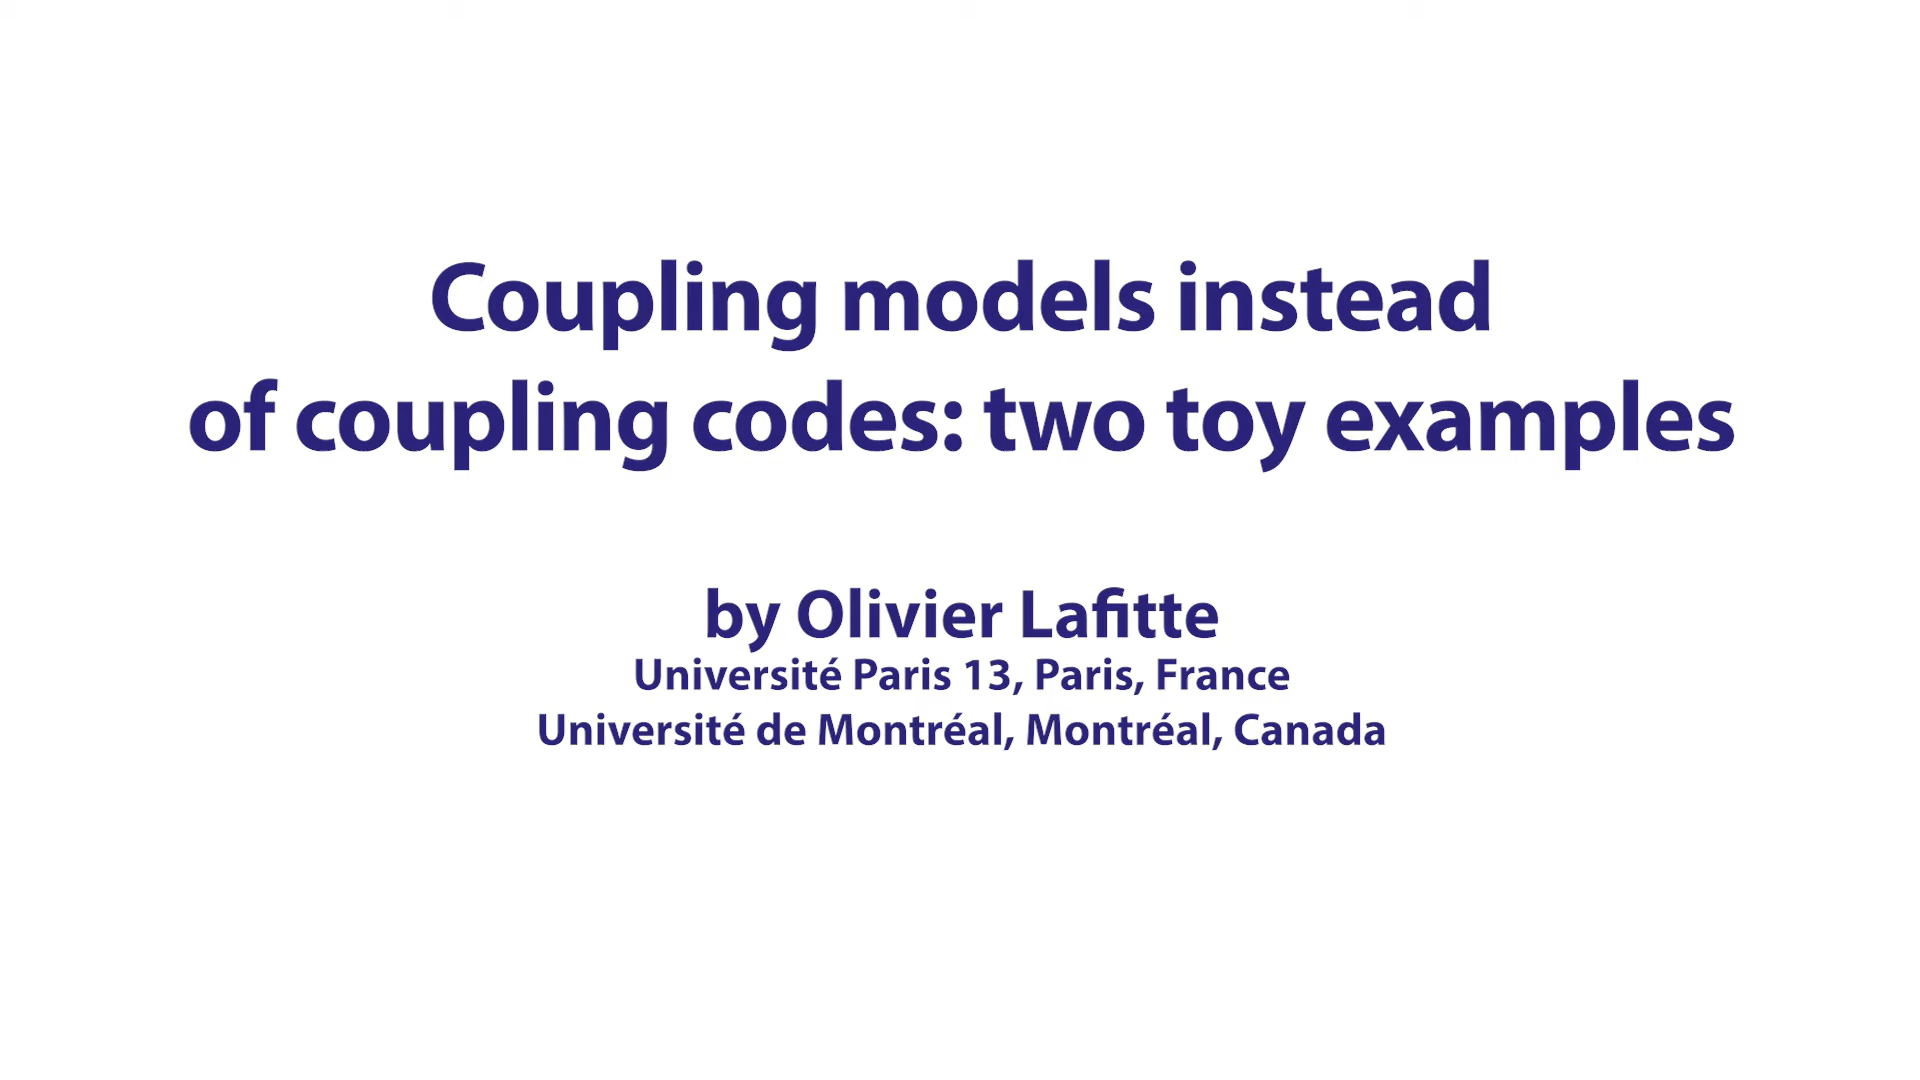 Coupling models instead
of coupling codes: two toy examples
by Olivier Lafitte
Université Paris 13, Paris, France
Université de Montréal, Montréal, Canada